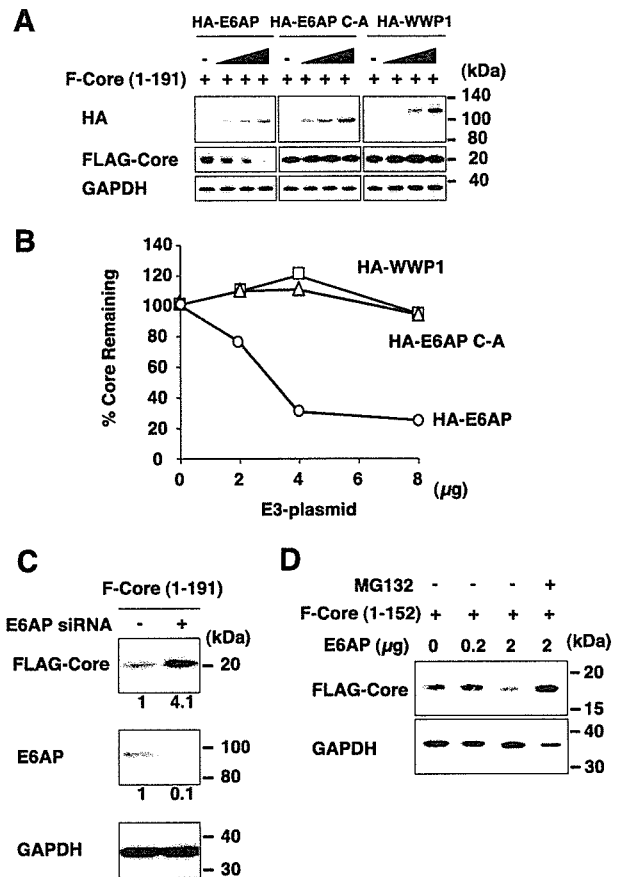 A
HA-E6AP HA-E6AP C-A HA-WWP1
- - -
F-Core (1-191) + + + + + + + + + + + + (kDa)
HA
140
100
80
FLAG-Core 20
GAPDH 40
B
% Core Remaining
140
120
100
80
60
40
20
0
0 2 4 6 8 (µg)
E3-plasmid
HA-WWP1
HA-E6AP C-A
HA-E6AP
C
F-Core (1-191)
E6AP siRNA - + (kDa)
FLAG-Core 20
1 4.1
E6AP 100
80
1 0.1
GAPDH 40
30
D
MG132 - - - +
F-Core (1-152) + + + +
E6AP (µg) 0 0.2 2 2 (kDa)
FLAG-Core 20
15
GAPDH 40
30